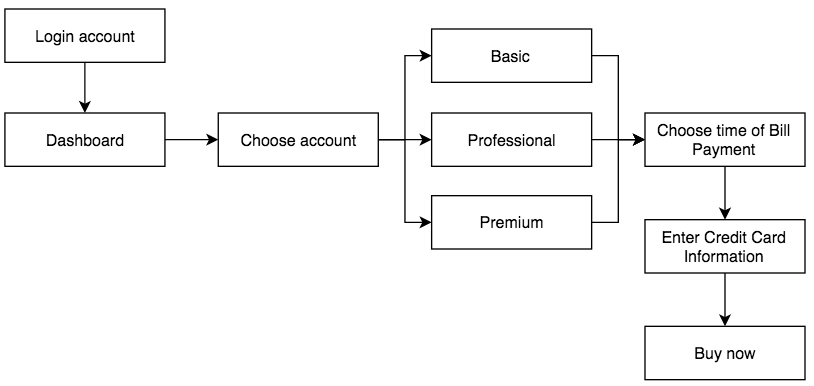 Login account
Dashboard
Choose account
Basic
Professional
Premium
Choose time of Bill
Payment
Enter Credit Card
Information
Buy now